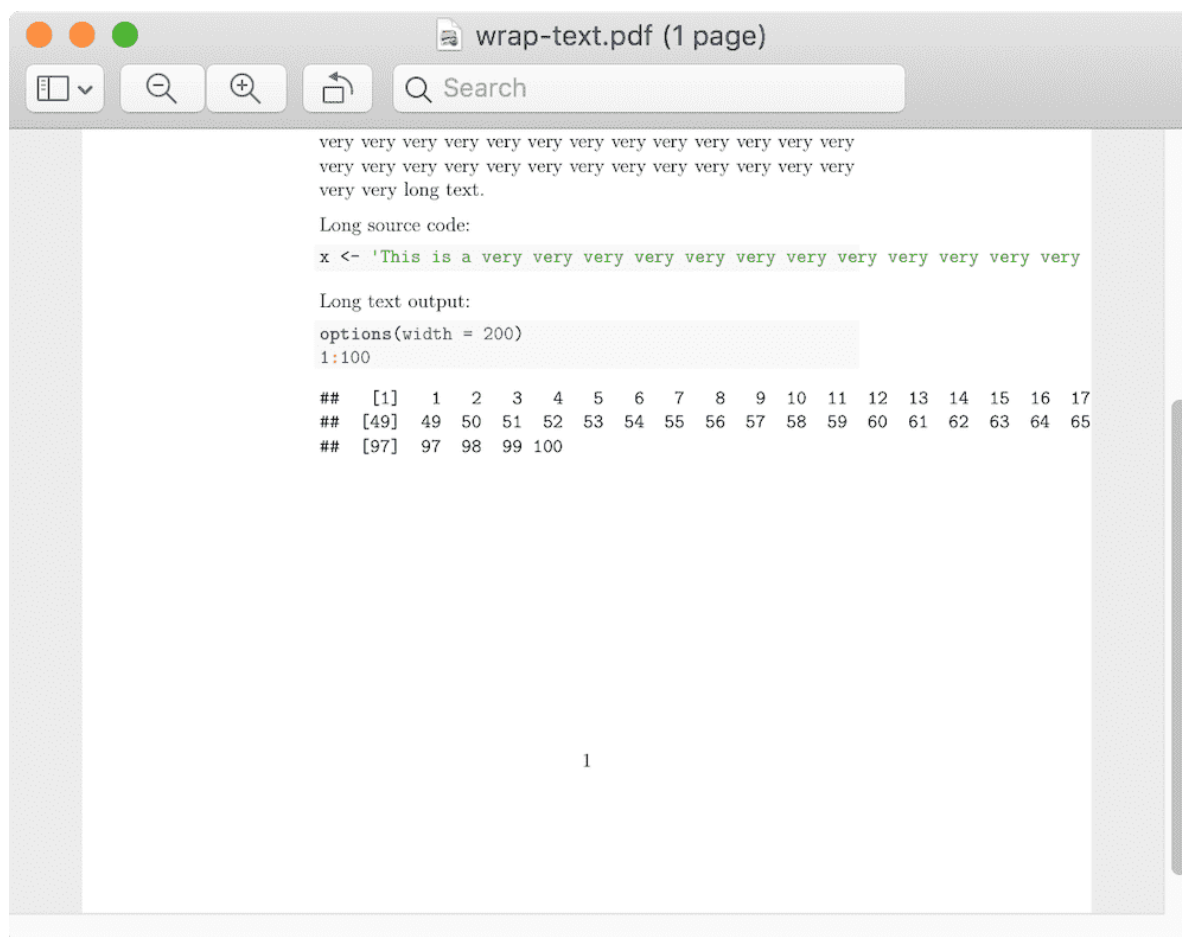 wrap-text.pdf (1 page)
Search
very very very very very very very very very very very very very
very very very very very very very very very very very very very
very very long text.
Long source code:
x <- 'This is a very very very very very very very very very very very very
Long text output:
options(width = 200)
1:100
##   [1]   1   2   3   4   5   6   7   8   9  10  11  12  13  14  15  16  17
##  [49]  49  50  51  52  53  54  55  56  57  58  59  60  61  62  63  64  65
##  [97]  97  98  99 100
1